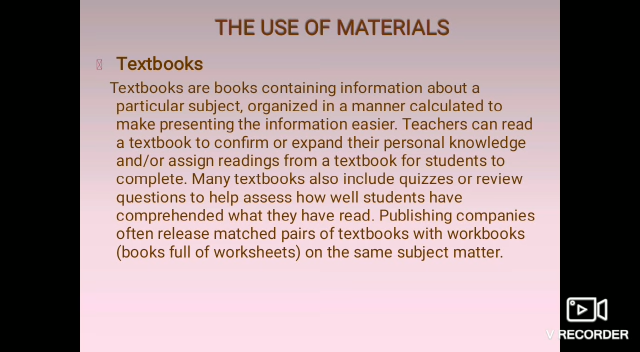 THE USE OF MATERIALS
Textbooks
Textbooks are books containing information about a
particular subject, organized in a manner calculated to
make presenting the information easier. Teachers can read
a textbook to confirm or expand their personal knowledge
and/or assign readings from a textbook for students to
complete. Many textbooks also include quizzes or review
questions to help assess how well students have
comprehended what they have read. Publishing companies
often release matched pairs of textbooks with workbooks
(books full of worksheets) on the same subject matter.
V RECORDER